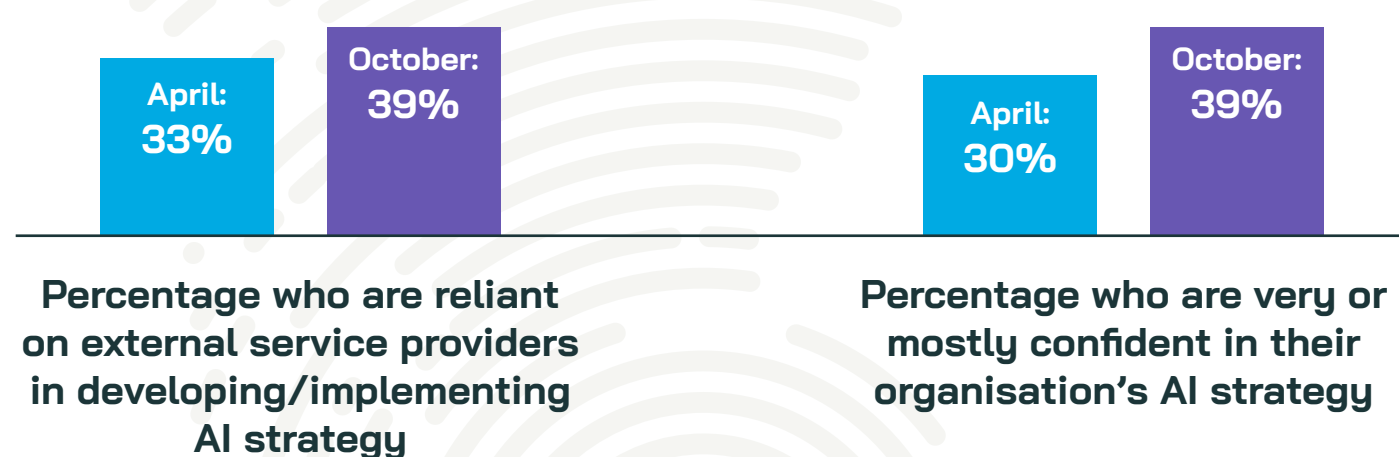 April:
33%
October:
39%
April:
30%
October:
39%
Percentage who are reliant
on external service providers
in developing/implementing
AI strategy
Percentage who are very or
mostly confident in their
organisation's AI strategy